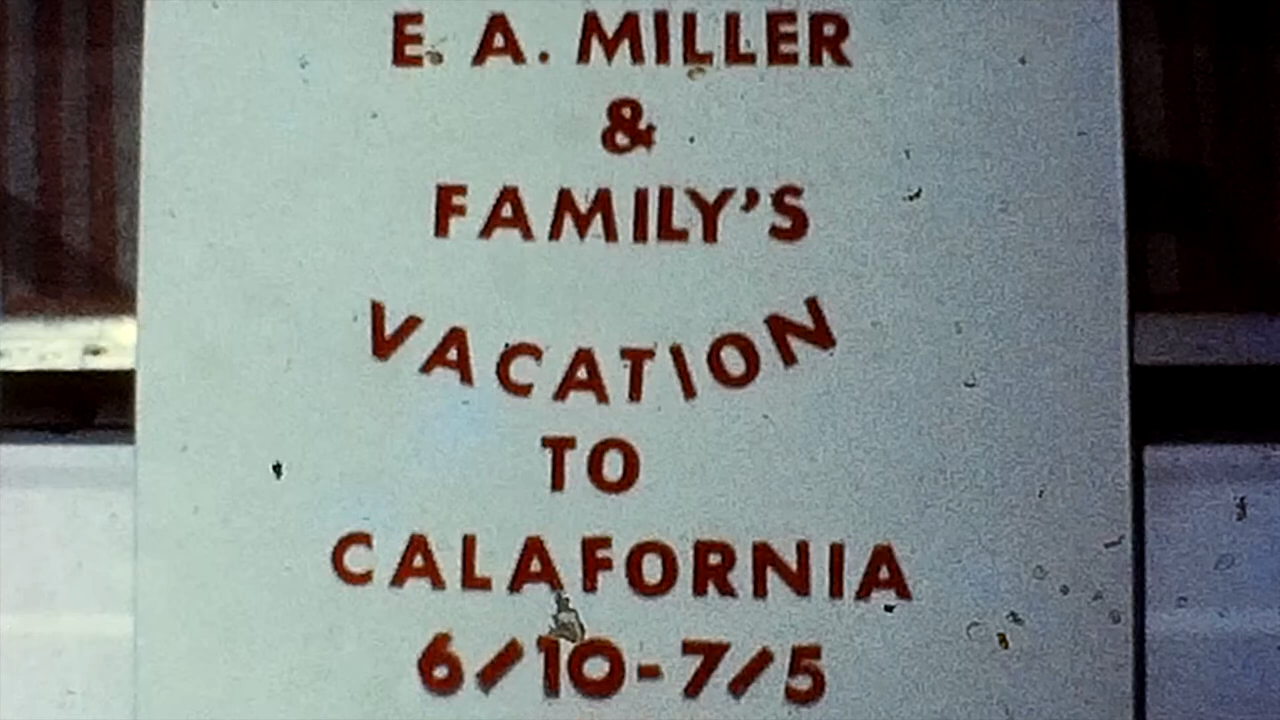 E. A. MILLER
&
FAMILY'S
VACATION
TO
CALAFORNIA
6/10-7/5